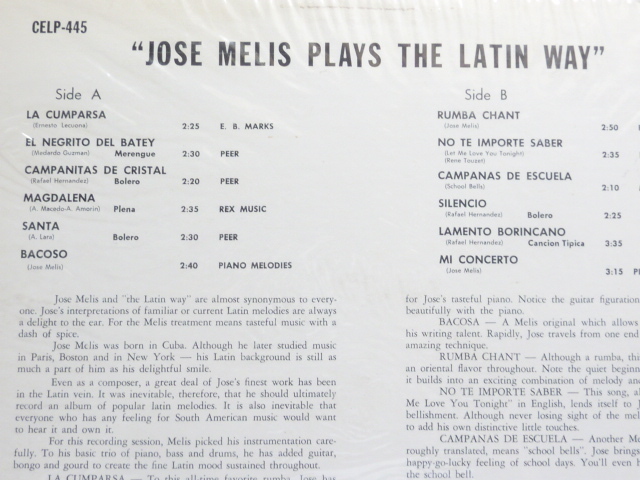 CELP-445
"JOSE MELIS PLAYS THE LATIN WAY"
Side A
LA CUMPARSA
(Ernesto Lecuona) 2:25 E. B. MARKS
EL NEGRITO DEL BATEY
(Medardo Guzman) Merengue 2:30 PEER
CAMPANITAS DE CRISTAL
(Rafael Hernandez) Bolero 2:20 PEER
MAGDALENA
(A. Macedo-A. Amorin) Plena 2:35 REX MUSIC
SANTA
(A. Lara) Bolero 2:30 PEER
BACOSO
(Jose Melis) 2:40 PIANO MELODIES
Side B
RUMBA CHANT
(Jose Melis) 2:50
NO TE IMPORTE SABER
(Let Me Love You Tonight) 2:35
(Rene Touzet)
CAMPANAS DE ESCUELA
(School Bells) 2:10
SILENCIO
(Rafael Hernandez) Bolero 2:25
LAMENTO BORINCANO
(Rafael Hernandez) Cancion Tipica 3:35
MI CONCERTO
(Jose Melis) 3:15
Jose Melis and "the Latin way" are almost synonymous to every-
one. Jose's interpretations of familiar or current Latin melodies are always
a delight to the ear. For the Melis treatment means tasteful music with a
dash of spice.
Jose Melis was born in Cuba. Although he later studied music
in Paris, Boston and in New York — his Latin background is still as
much a part of him as his delightful smile.
Even as a composer, a great deal of Jose's finest work has been
in the Latin vein. It was inevitable, therefore, that he should ultimately
record an album of popular latin melodies. It is also inevitable that
everyone who has any feeling for South American music would want
to hear it and own it.
For this recording session, Melis picked his instrumentation care-
fully. To his basic trio of piano, bass and drums, he has added guitar,
bongo and gourd to create the fine Latin mood sustained throughout.
LA CUMPARSA — To this all-time favorite rumba, Jose has
for Jose's tasteful piano. Notice the guitar figuration
beautifully with the piano.
BACOSA — A Melis original which allows
his writing talent. Rapidly, Jose travels from one end
amazing technique.
RUMBA CHANT — Although a rumba, thi
an oriental flavor throughout. Note the quiet beginn
it builds into an exciting combination of melody an
NO TE IMPORTE SABER — This song, al
Me Love You Tonight" in English, lends itself to J
bellishment. Although never losing sight of the mel
to add his own distinctive little touches.
CAMPANAS DE ESCUELA — Another Me
roughly translated, means "school bells". Jose brings
happy-go-lucky feeling of school days. You'll even h
the school bell.